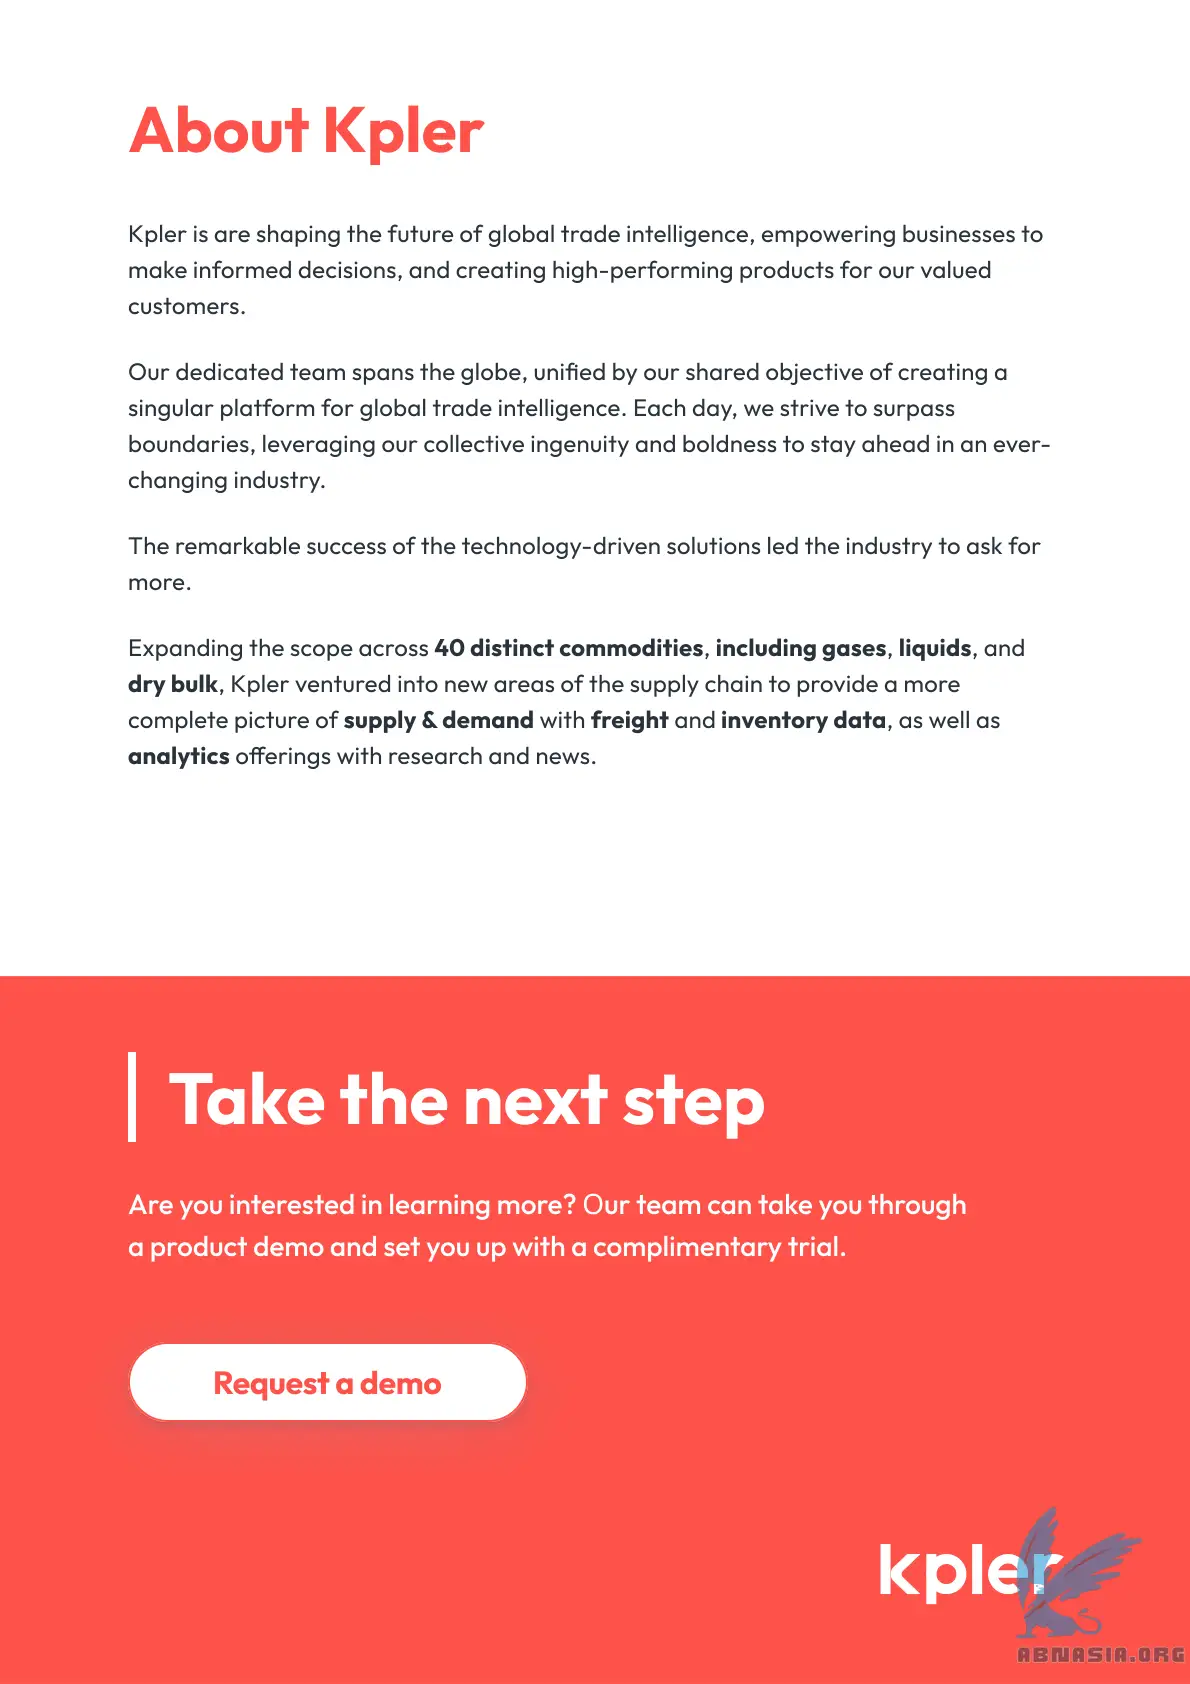 About Kpler
Kpler is are shaping the future of global trade intelligence, empowering businesses to
make informed decisions, and creating high-performing products for our valued
customers.
Our dedicated team spans the globe, unified by our shared objective of creating a
singular platform for global trade intelligence. Each day, we strive to surpass
boundaries, leveraging our collective ingenuity and boldness to stay ahead in an ever-
changing industry.
The remarkable success of the technology-driven solutions led the industry to ask for
more.
Expanding the scope across 40 distinct commodities, including gases, liquids, and
dry bulk, Kpler ventured into new areas of the supply chain to provide a more
complete picture of supply & demand with freight and inventory data, as well as
analytics offerings with research and news.
Take the next step
Are you interested in learning more? Our team can take you through
a product demo and set you up with a complimentary trial.
Request a demo
kpler
ABNASIA.ORG